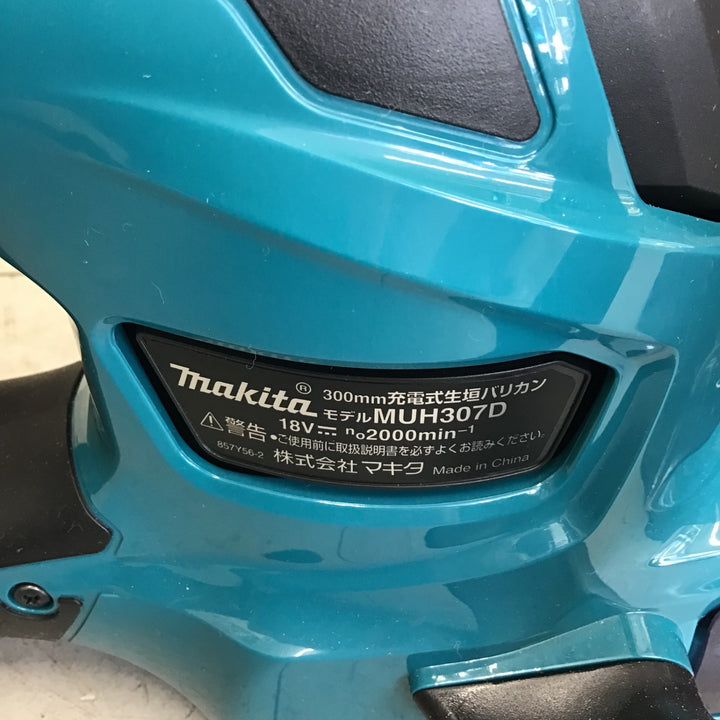 makita®
300mm充電式生垣バリカン
モデルMUH307D
18V⎓ n₀2000min⁻¹
⚠警告 •ご使用前に取扱説明書を必ずよくお読みください。
857Y56-2 株式会社マキタ Made in China